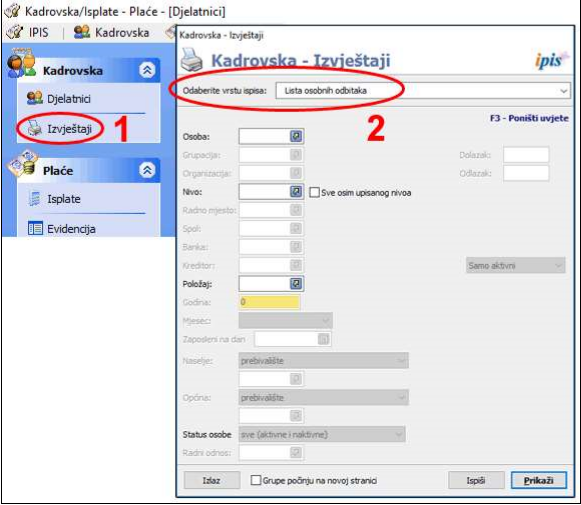 Kadrovska/Isplate - Plaće - [Djelatnici]
IPIS Kadrovska
Kadrovska
Djelatnici
Izvještaji 1
Plaće
Isplate
Evidencija
Kadrovska - Izvještaji
Kadrovska - Izvještaji ipis
Odaberite vrstu ispisa: Lista osobnih odbitaka
2
F3 - Poništi uvjete
Osoba:
Grupacija: Dolazak:
Organizacija: Odlazak:
Nivo: Sve osim upisanog nivoa
Radno mjesto:
Spol:
Banka:
Kreditor: Samo aktivni
Položaj:
Godina: 0
Mjesec:
Zaposleni na dan
Naselje: prebivalište
Općina: prebivalište
Status osobe sve (aktivne i naktivne)
Radni odnos:
Izlaz Grupe počinju na novoj stranici Ispiši Prikaži